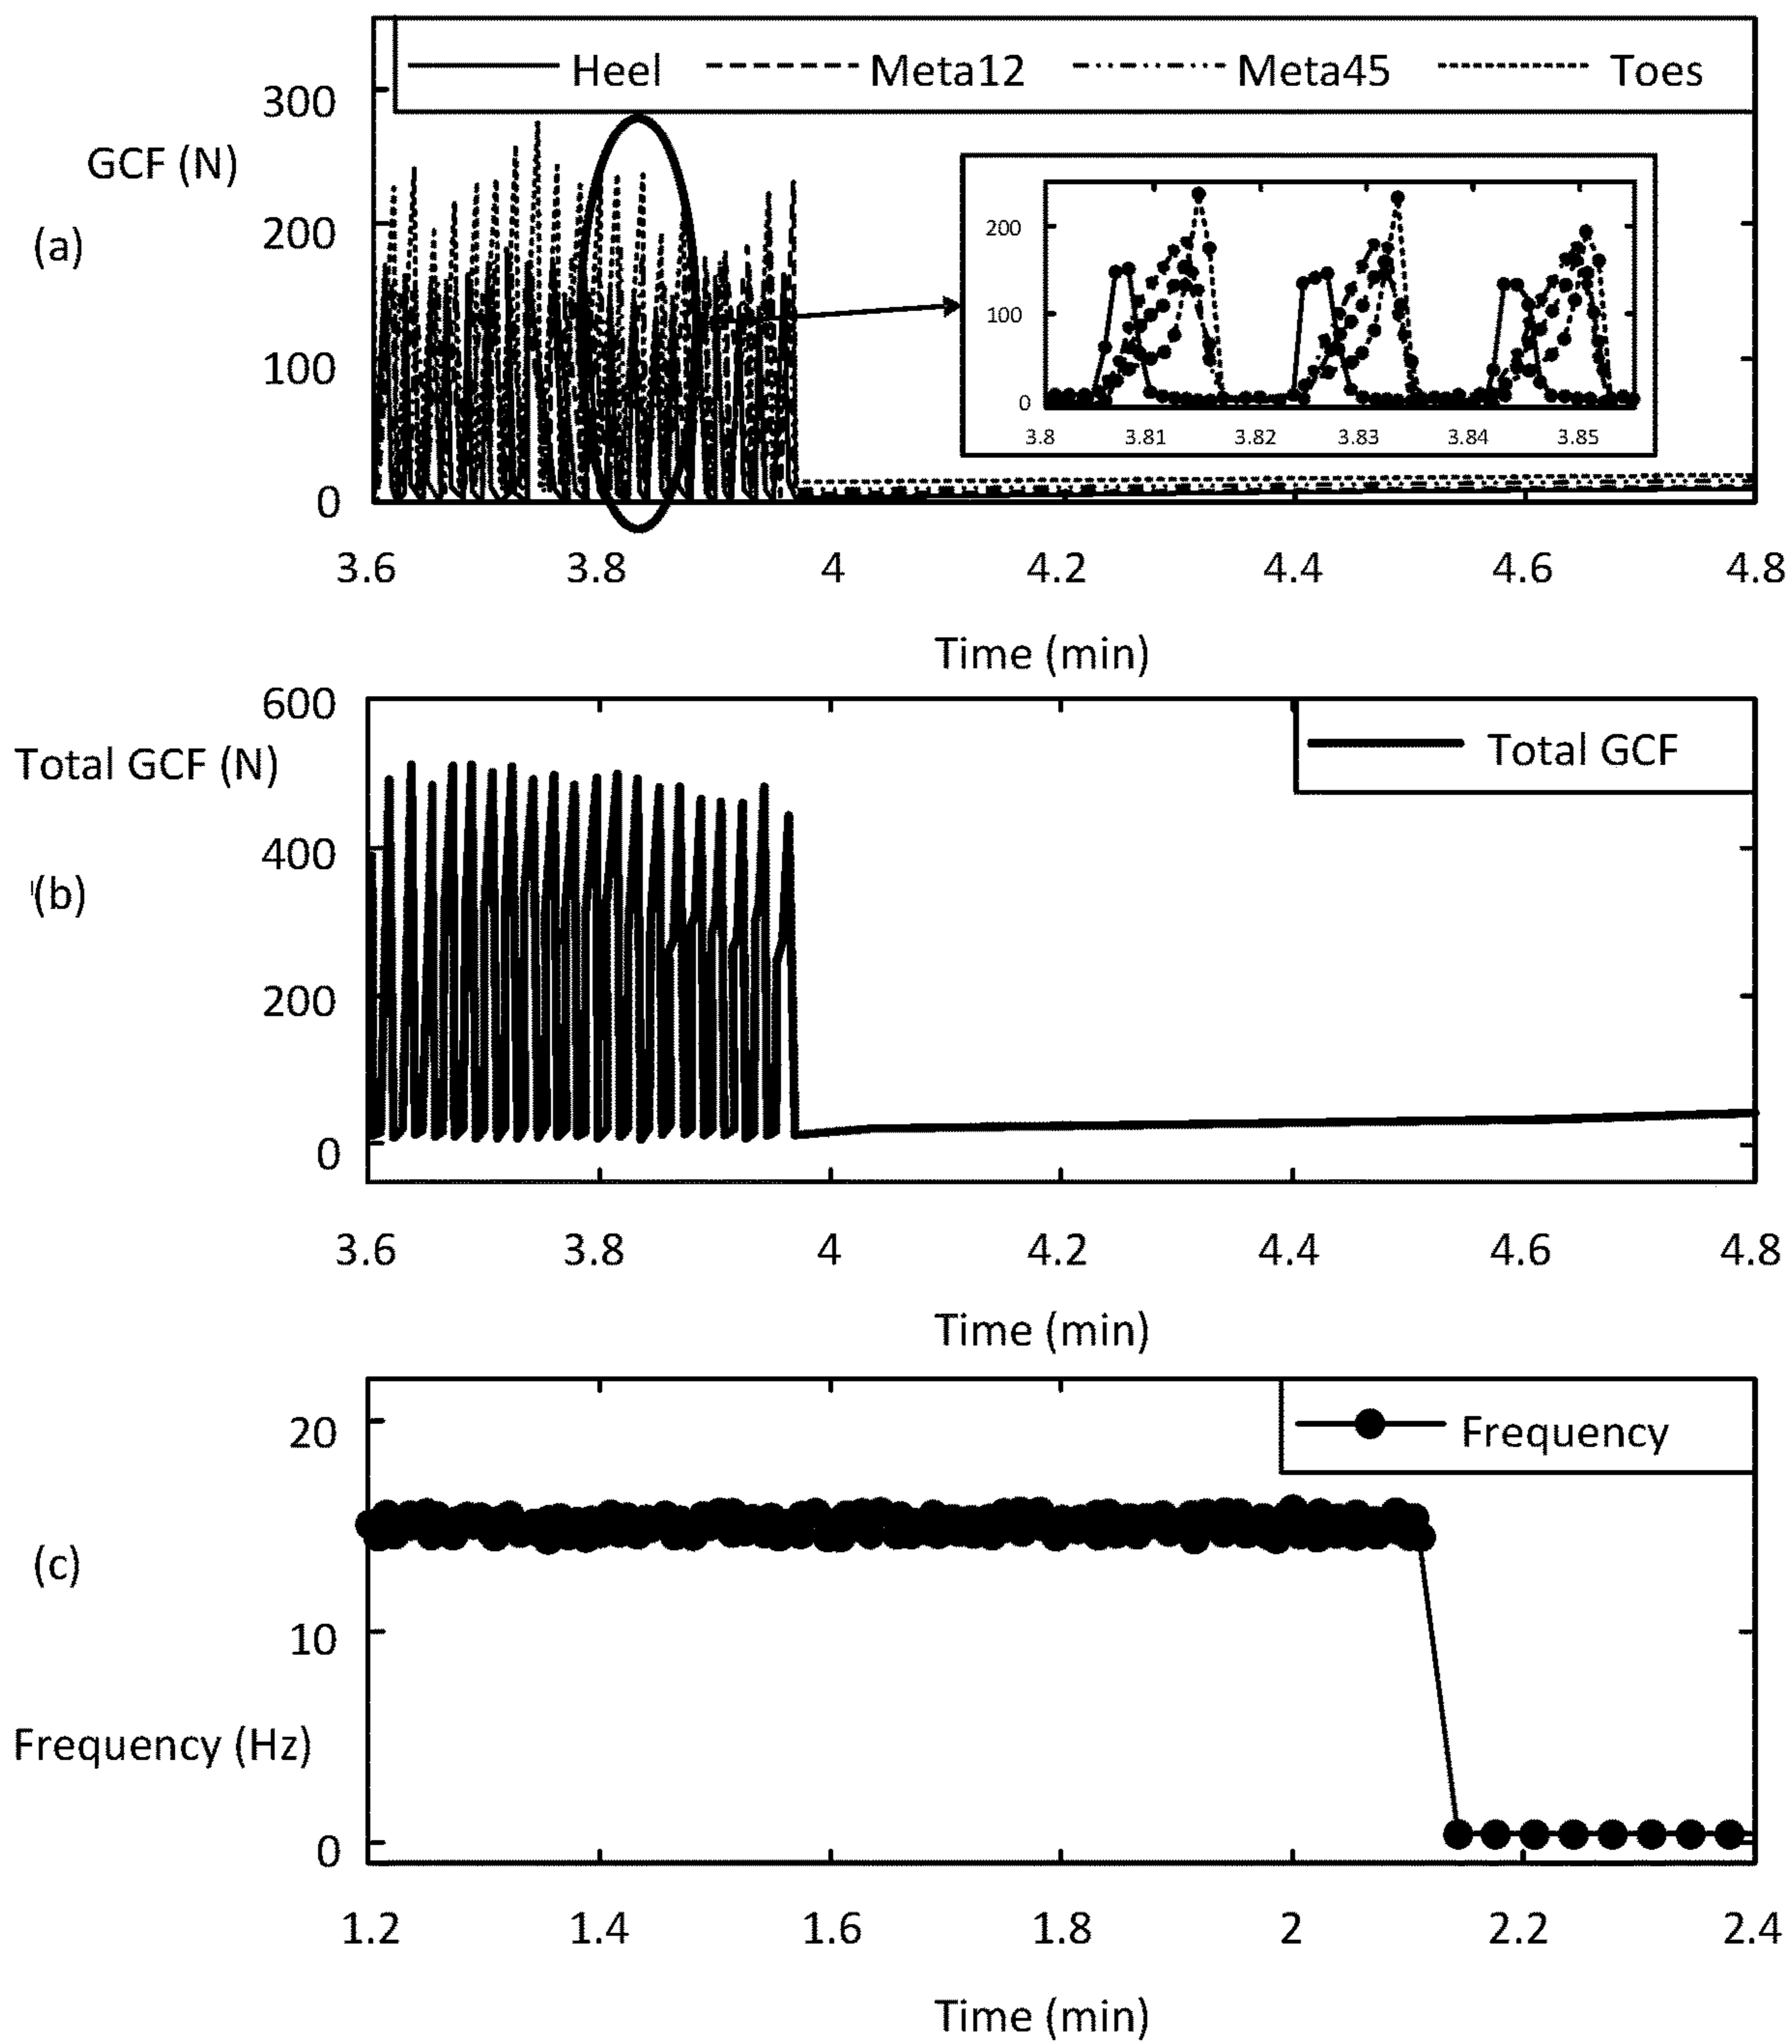 Heel Meta12 Meta45 Toes
300
GCF (N)
(a)
200
100
0
200
100
0
3.8 3.81 3.82 3.83 3.84 3.85
3.6 3.8 4 4.2 4.4 4.6 4.8
Time (min)
600
Total GCF (N)
Total GCF
400
(b)
200
0
3.6 3.8 4 4.2 4.4 4.6 4.8
Time (min)
20
Frequency
(c)
10
Frequency (Hz)
0
1.2 1.4 1.6 1.8 2 2.2 2.4
Time (min)